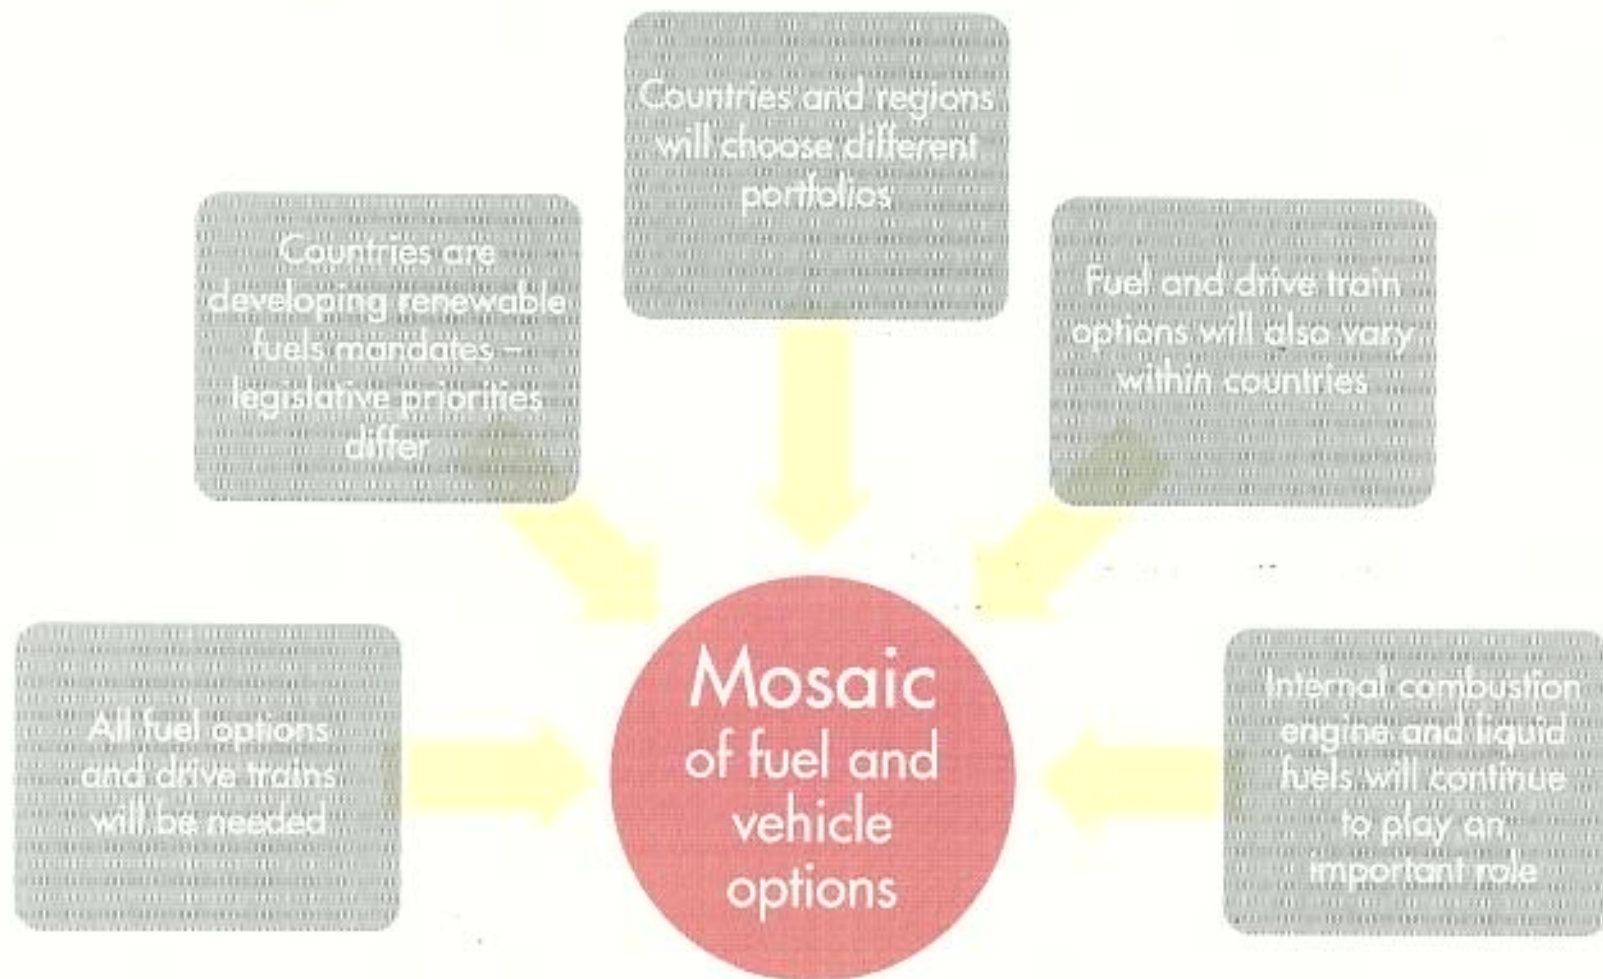 Countries and regions
will choose different
portfolios
Countries are
developing renewable
fuels mandates –
legislative priorities
differ
Fuel and drive train
options will also vary
within countries
All fuel options
and drive trains
will be needed
Mosaic
of fuel and
vehicle
options
Internal combustion
engine and liquid
fuels will continue
to play an
important role